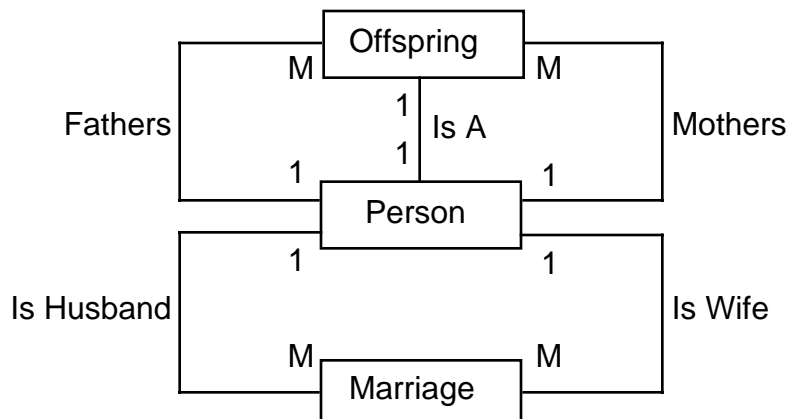 Offspring
M M
1
Fathers Is A Mothers
1
1 1
Person
1 1
Is Husband Is Wife
M M
Marriage